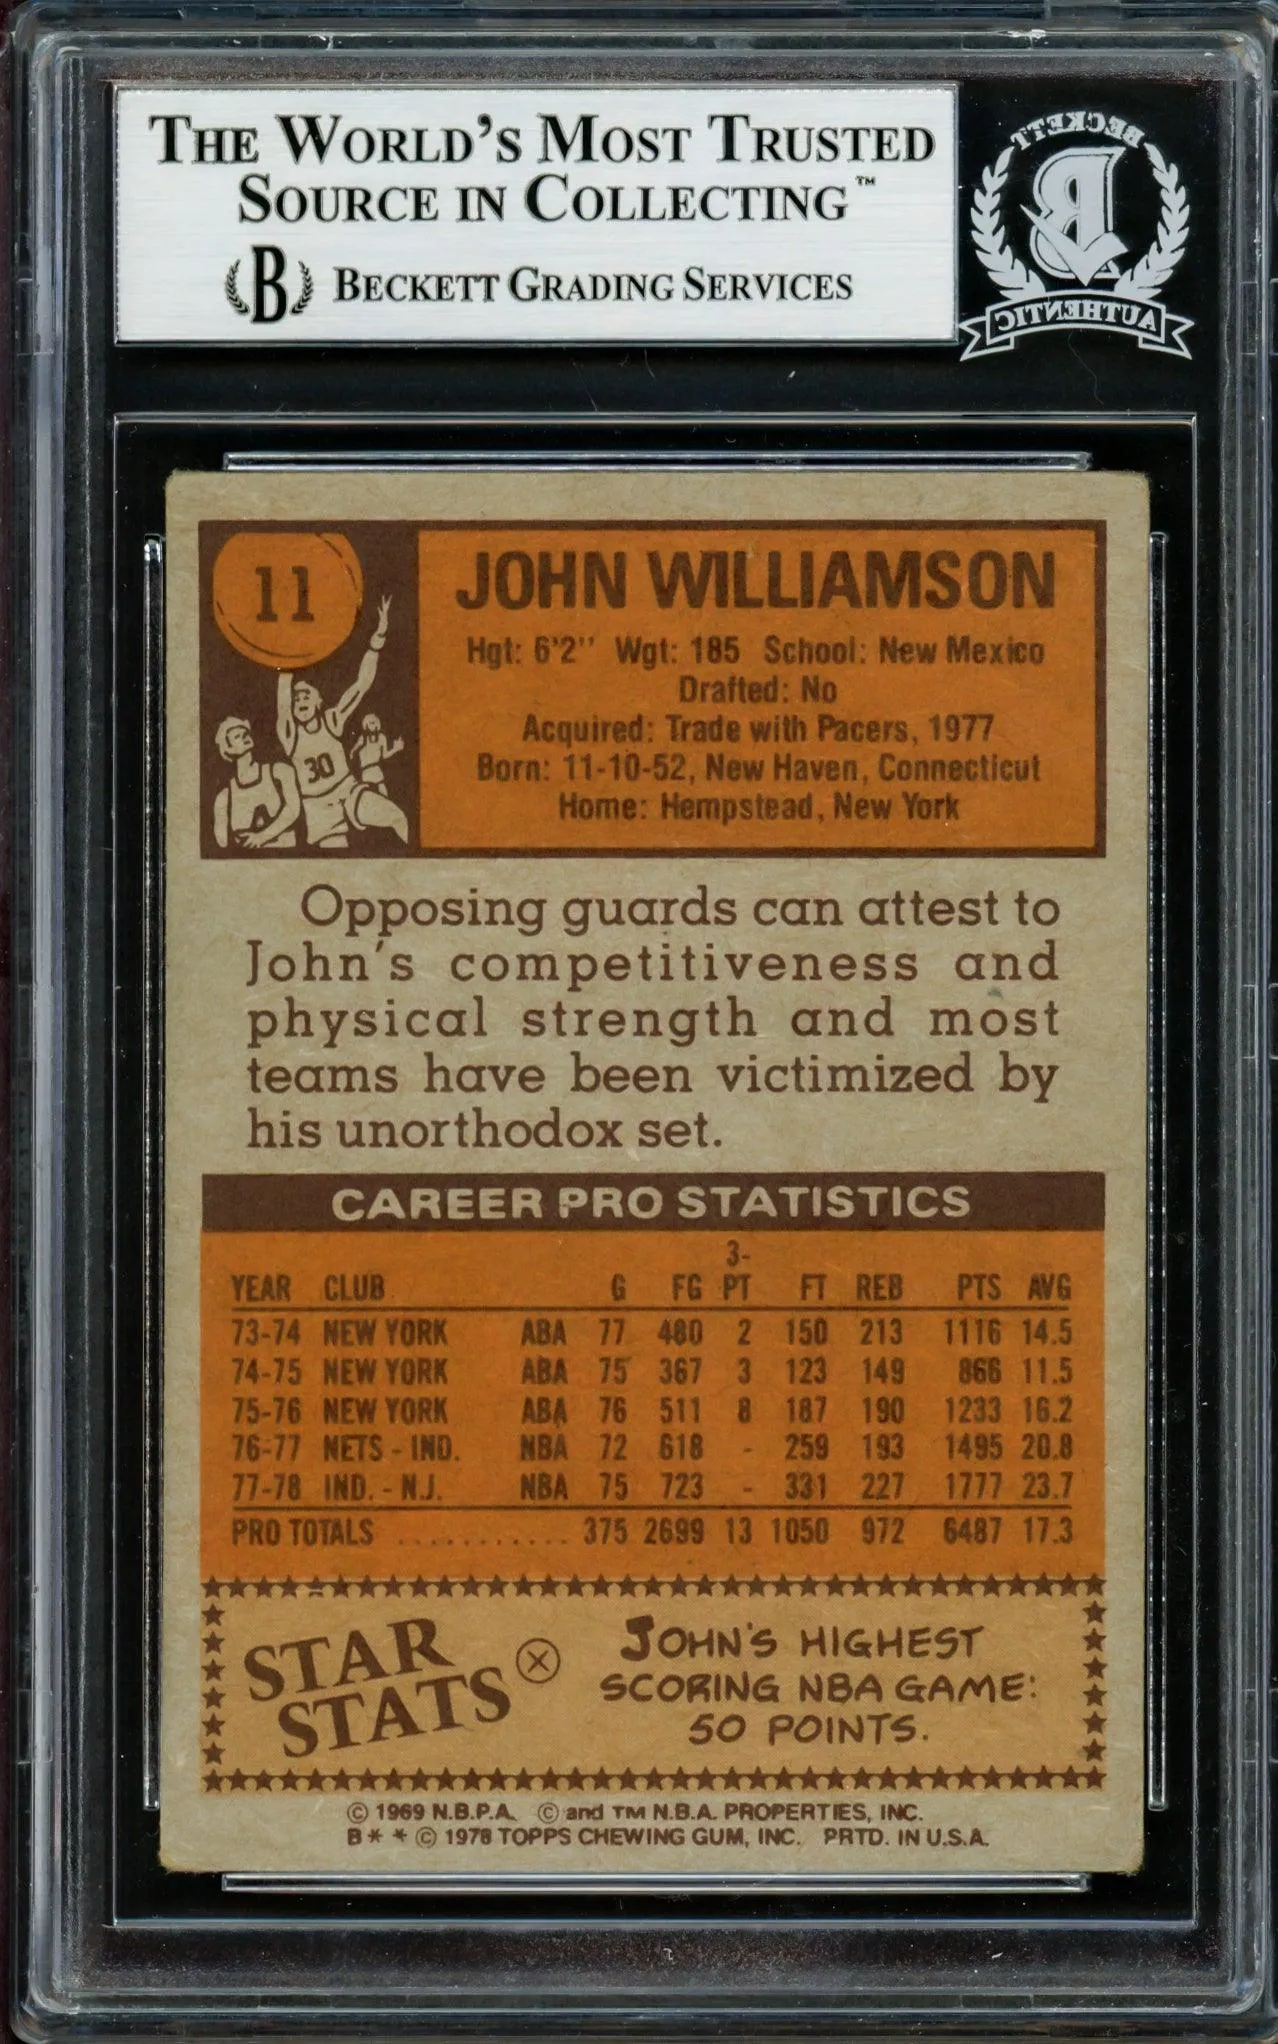 THE WORLD'S MOST TRUSTED
SOURCE IN COLLECTING™
B BECKETT GRADING SERVICES
BECKETT
B
AUTHENTIC
11
30
JOHN WILLIAMSON
Hgt: 6'2" Wgt: 185 School: New Mexico
Drafted: No
Acquired: Trade with Pacers, 1977
Born: 11-10-52, New Haven, Connecticut
Home: Hempstead, New York
Opposing guards can attest to
John's competitiveness and
physical strength and most
teams have been victimized by
his unorthodox set.
CAREER PRO STATISTICS
YEAR CLUB G FG 3-PT FT REB PTS AVG
73-74 NEW YORK ABA 77 480 2 150 213 1116 14.5
74-75 NEW YORK ABA 75 367 3 123 149 866 11.5
75-76 NEW YORK ABA 76 511 8 187 190 1233 16.2
76-77 NETS - IND. NBA 72 618 - 259 193 1495 20.8
77-78 IND. - N.J. NBA 75 723 - 331 227 1777 23.7
PRO TOTALS ........... 375 2699 13 1050 972 6487 17.3
STAR
STATS
JOHN'S HIGHEST
SCORING NBA GAME:
50 POINTS.
© 1969 N.B.P.A. © and ™ N.B.A. PROPERTIES, INC.
B* * © 1978 TOPPS CHEWING GUM, INC. PRTD. IN U.S.A.